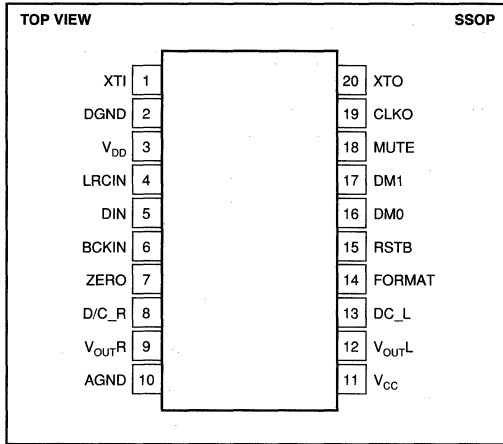 TOP VIEW SSOP
XTI 1 20 XTO
DGND 2 19 CLKO
VDD 3 18 MUTE
LRCIN 4 17 DM1
DIN 5 16 DM0
BCKIN 6 15 RSTB
ZERO 7 14 FORMAT
D/C_R 8 13 DC_L
VOUTR 9 12 VOUTL
AGND 10 11 VCC